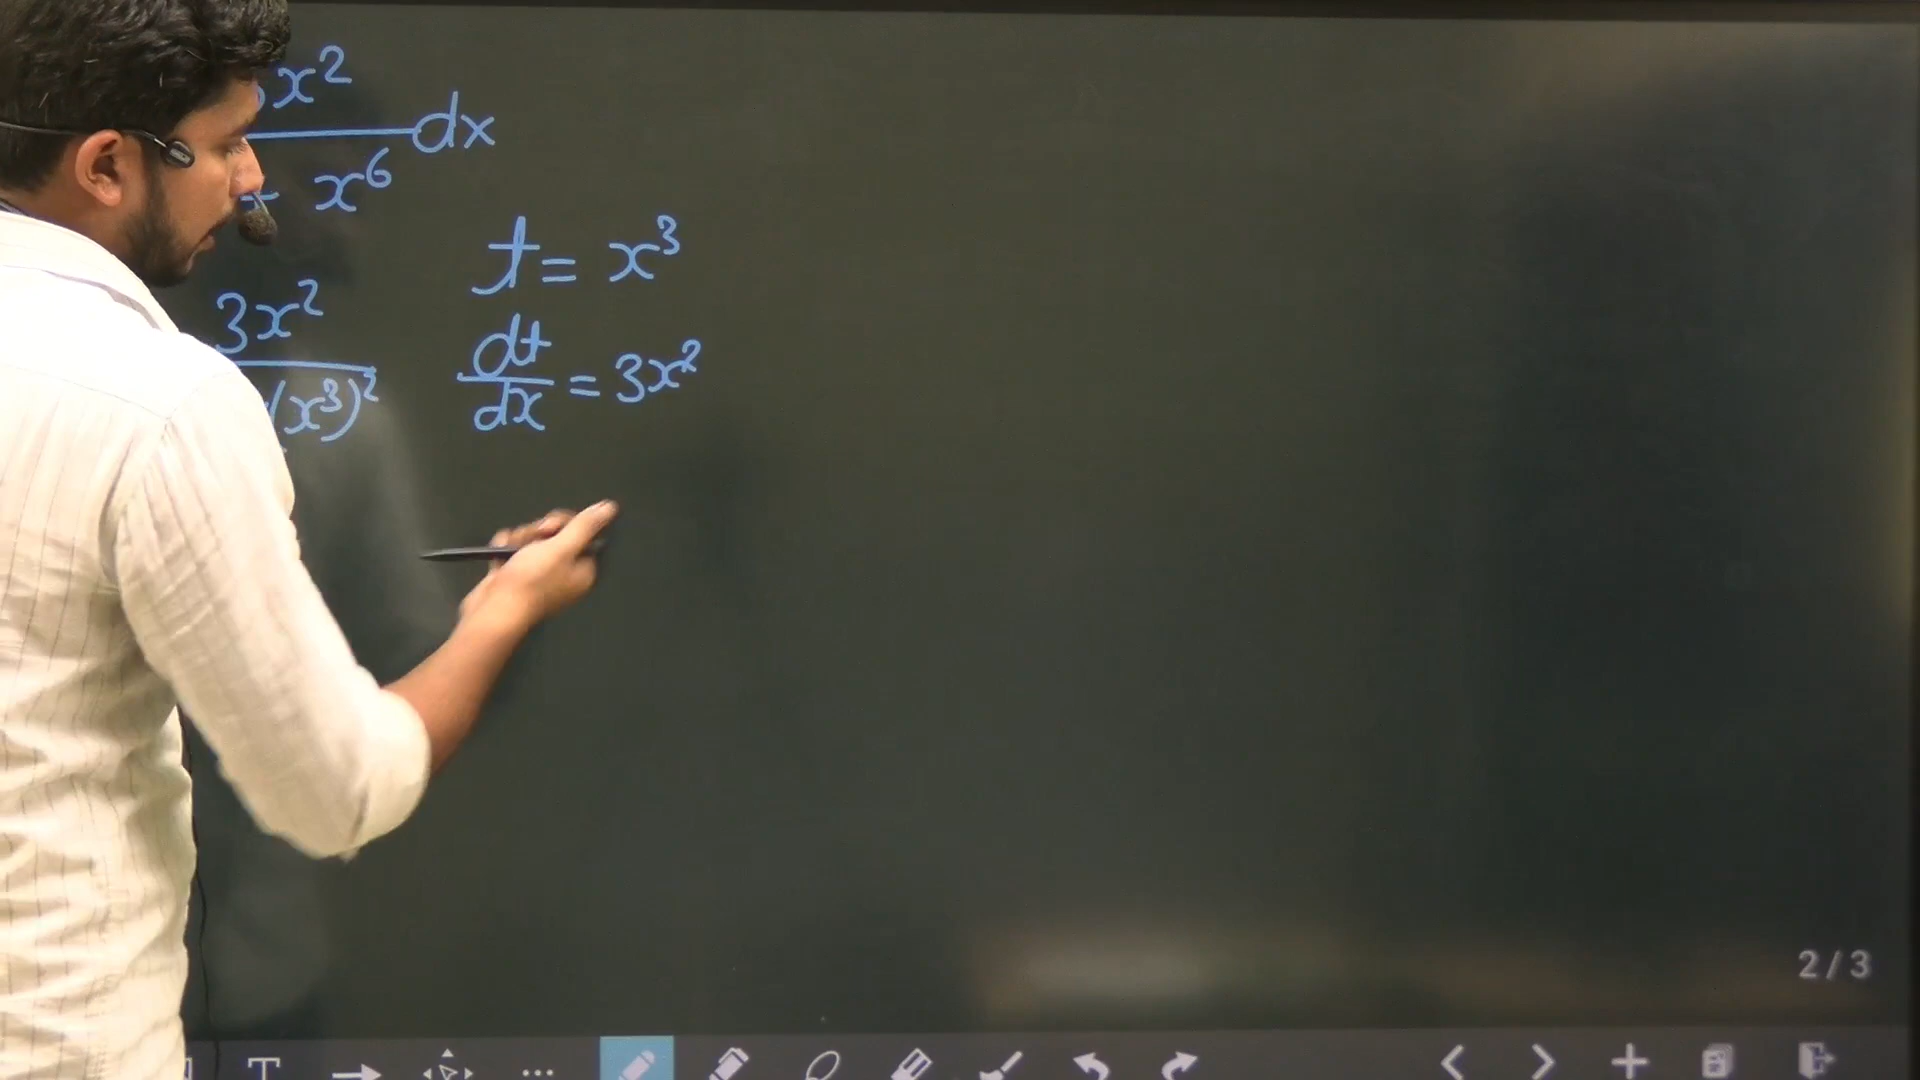 x² dx
x⁶
t = x³
3x²
(x³)²
dt/dx = 3x²
2/3
T